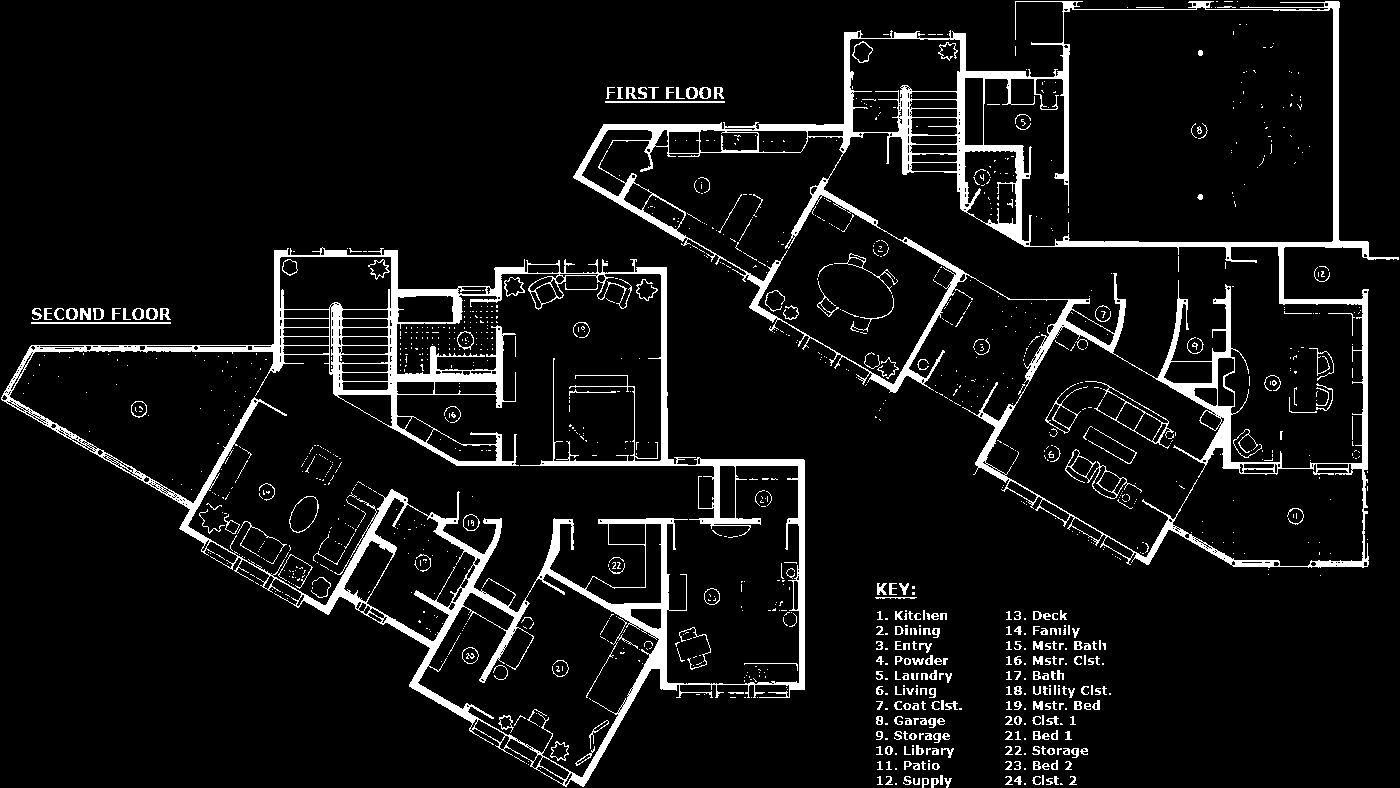 FIRST FLOOR
5
8
4
1
2
12
SECOND FLOOR
7
19
3
15
9
10
13
16
6
14
24
11
18
17
22
KEY:
23
1. Kitchen
2. Dining
3. Entry
4. Powder
5. Laundry
6. Living
7. Coat Clst.
8. Garage
9. Storage
10. Library
11. Patio
12. Supply
13. Deck
14. Family
15. Mstr. Bath
16. Mstr. Clst.
17. Bath
18. Utility Clst.
19. Mstr. Bed
20. Clst. 1
21. Bed 1
22. Storage
23. Bed 2
24. Clst. 2
20
21